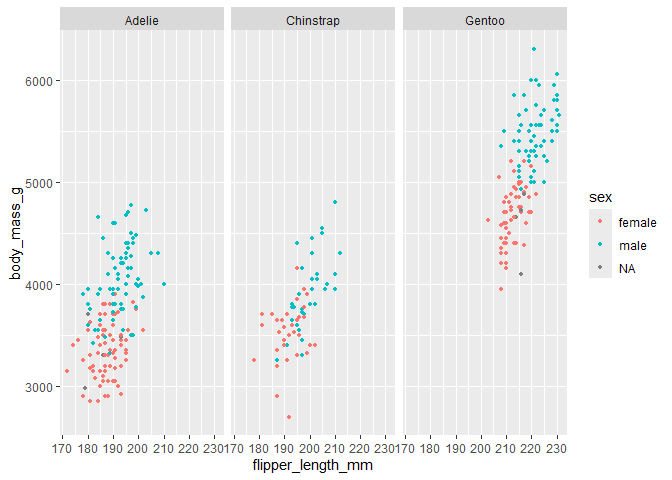 Adelie Chinstrap Gentoo
6000
5000
4000
3000
body_mass_g
170 180 190 200 210 220 230 170 180 190 200 210 220 230 170 180 190 200 210 220 230
flipper_length_mm
sex
female
male
NA